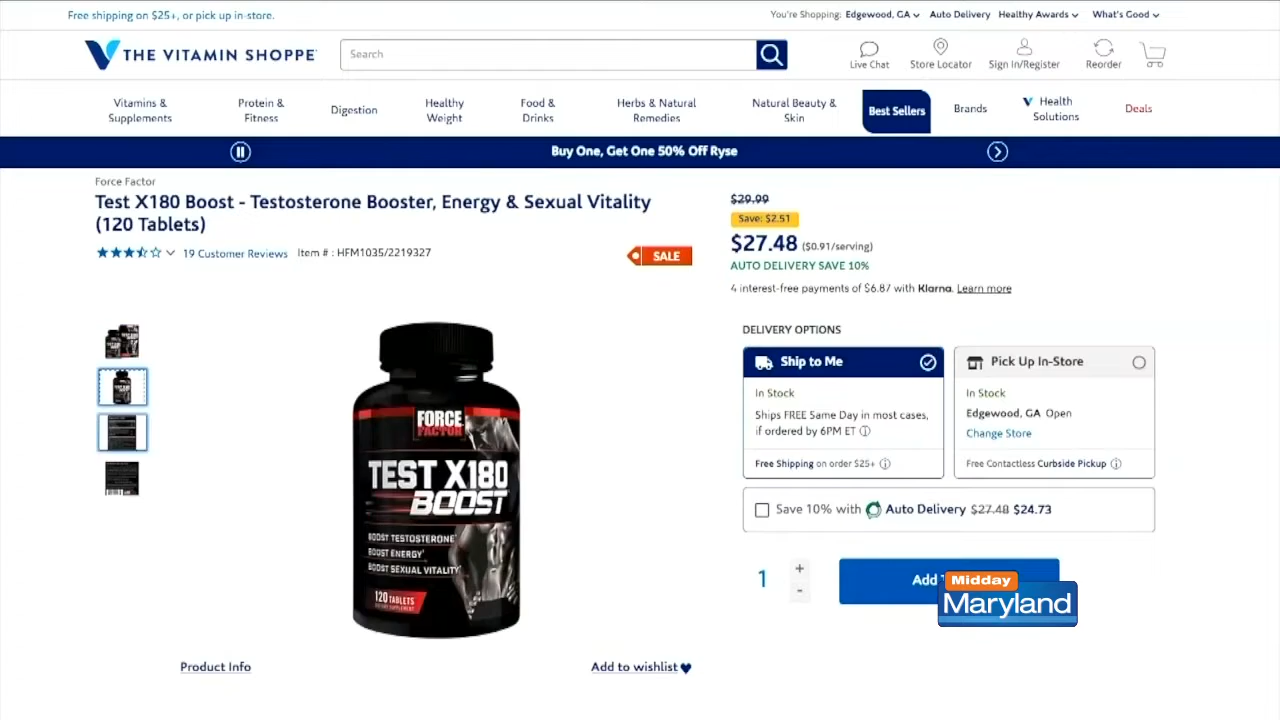 Free shipping on $25+, or pick up in-store.
You're Shopping: Edgewood, GA Auto Delivery Healthy Awards What's Good
THE VITAMIN SHOPPE
Search
Live Chat Store Locator Sign In/Register Reorder
Vitamins & Supplements
Protein & Fitness
Digestion
Healthy Weight
Food & Drinks
Herbs & Natural Remedies
Natural Beauty & Skin
Best Sellers
Brands
Health Solutions
Deals
Buy One, Get One 50% Off Ryse
Force Factor
Test X180 Boost - Testosterone Booster, Energy & Sexual Vitality
(120 Tablets)
19 Customer Reviews Item # : HFM1035/2219327
SALE
$29.99
Save: $2.51
$27.48 ($0.91/serving)
AUTO DELIVERY SAVE 10%
4 interest-free payments of $6.87 with Klarna. Learn more
DELIVERY OPTIONS
Ship to Me
In Stock
Ships FREE Same Day in most cases,
if ordered by 6PM ET
Free Shipping on order $25+
Pick Up In-Store
In Stock
Edgewood, GA Open
Change Store
Free Contactless Curbside Pickup
Save 10% with Auto Delivery $27.48 $24.73
1 + -
Add
Midday
Maryland
FORCE
FACTOR
TEST X180
BOOST
BOOST TESTOSTERONE
BOOST ENERGY
BOOST SEXUAL VITALITY
120 TABLETS
Product Info
Add to wishlist